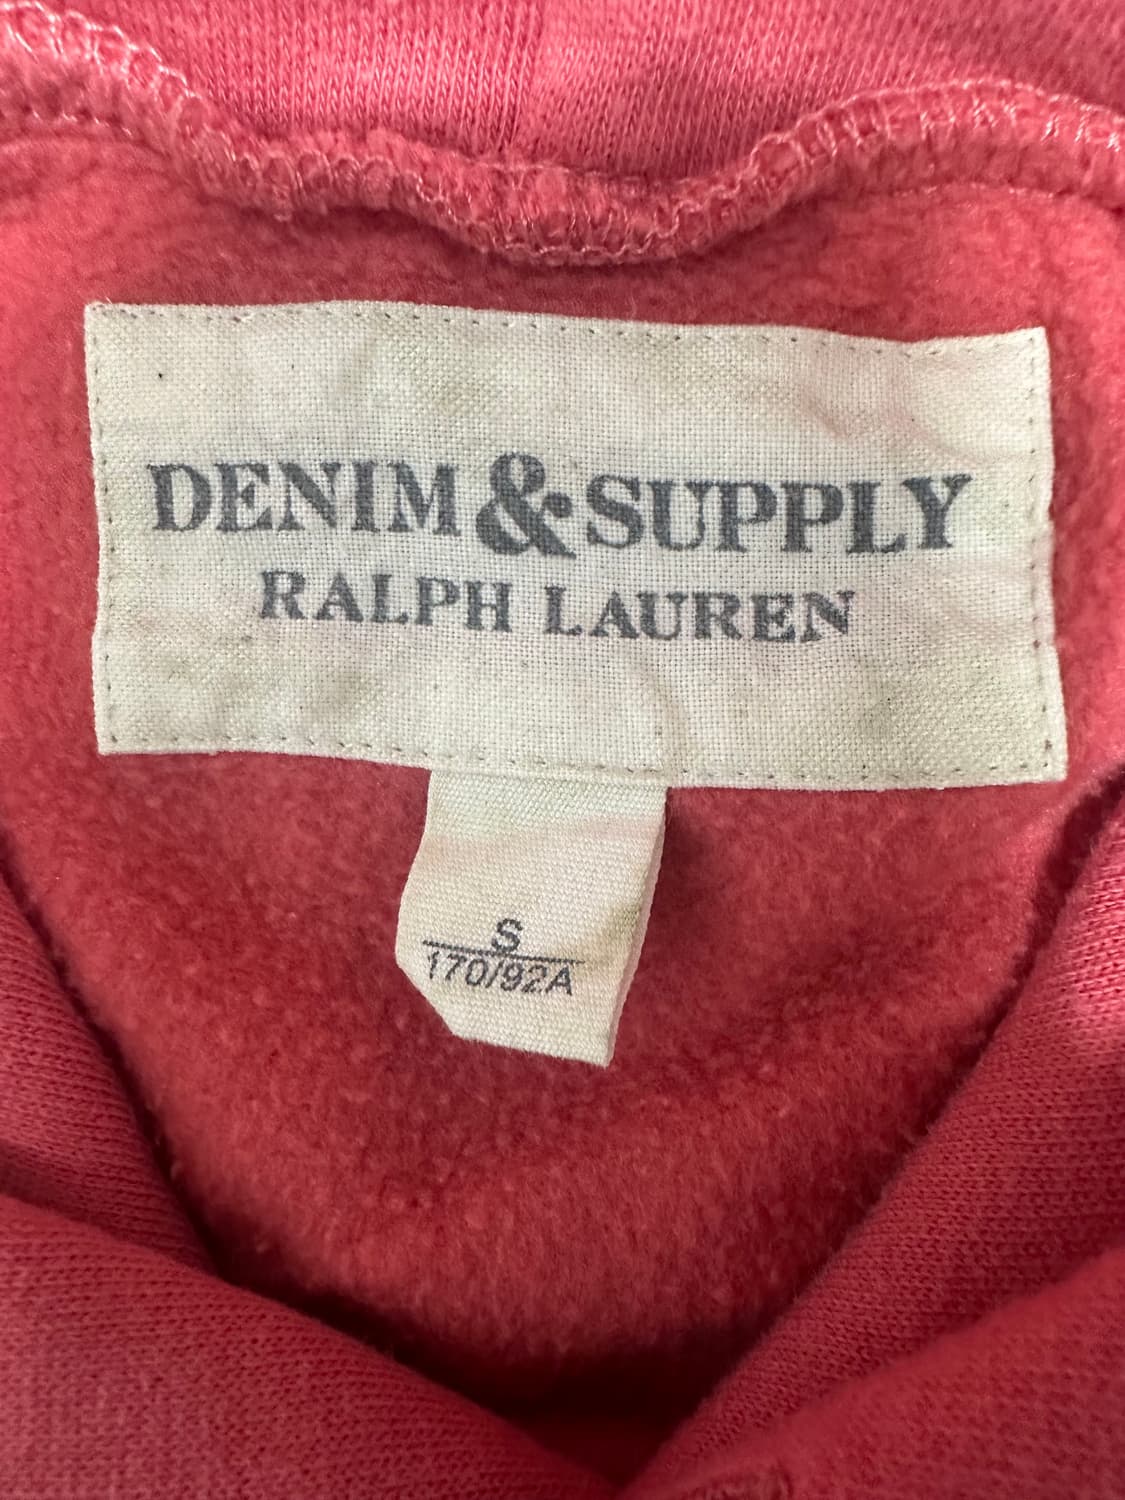 DENIM & SUPPLY
RALPH LAUREN
S
170/92A